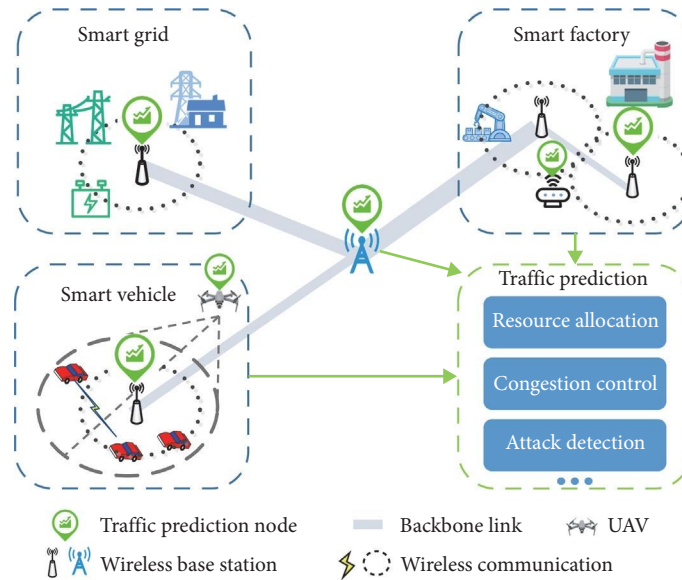 Smart grid
Smart factory
Smart vehicle
Traffic prediction
Resource allocation
Congestion control
Attack detection
Traffic prediction node
Backbone link
UAV
Wireless base station
Wireless communication